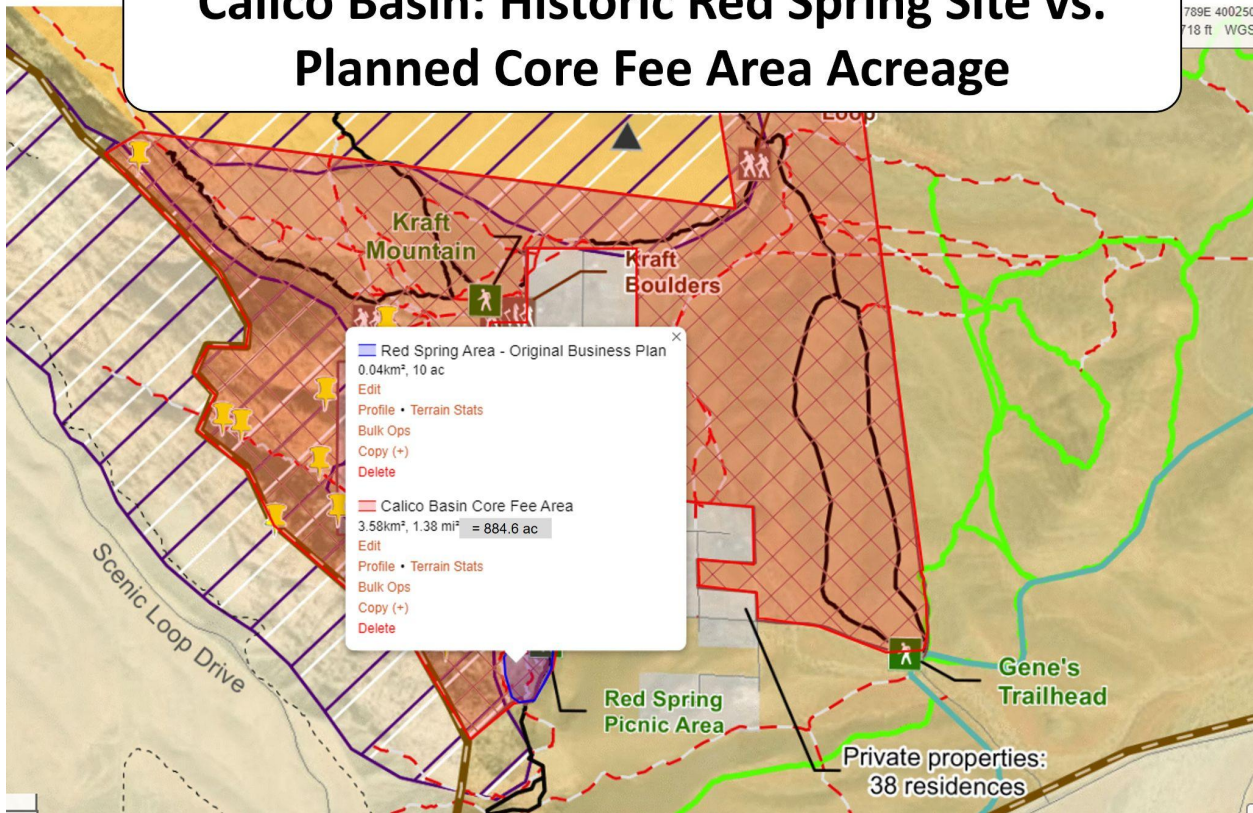 Calico Basin: Historic Red Spring Site vs.
Planned Core Fee Area Acreage
789E 40025
718 ft WGS
Loop
Kraft
Mountain
Kraft
Boulders
Red Spring Area - Original Business Plan
0.04km², 10 ac
Edit
Profile • Terrain Stats
Bulk Ops
Copy (+)
Delete
Calico Basin Core Fee Area
3.58km², 1.38 mi² = 884.6 ac
Edit
Profile • Terrain Stats
Bulk Ops
Copy (+)
Delete
Scenic Loop Drive
Red Spring
Picnic Area
Gene's
Trailhead
Private properties:
38 residences